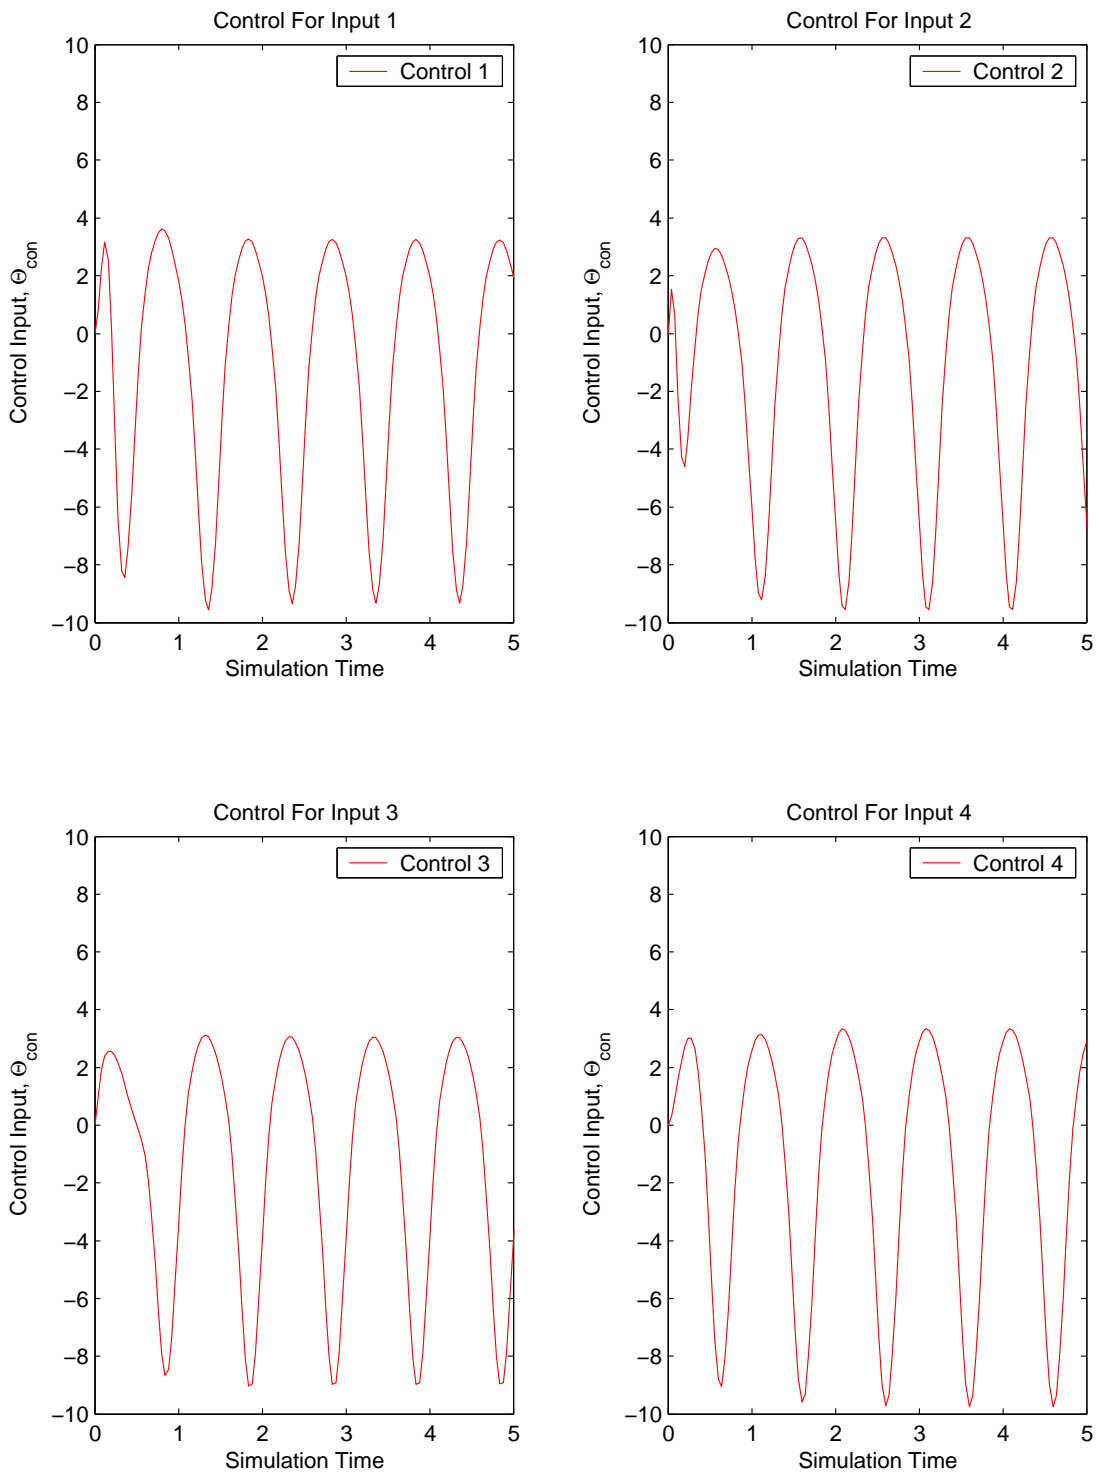 Control For Input 1
Control 1
10
8
6
4
2
0
−2
−4
−6
−8
−10
Control Input, Θcon
0 1 2 3 4 5
Simulation Time
Control For Input 2
Control 2
10
8
6
4
2
0
−2
−4
−6
−8
−10
Control Input, Θcon
0 1 2 3 4 5
Simulation Time
Control For Input 3
Control 3
10
8
6
4
2
0
−2
−4
−6
−8
−10
Control Input, Θcon
0 1 2 3 4 5
Simulation Time
Control For Input 4
Control 4
10
8
6
4
2
0
−2
−4
−6
−8
−10
Control Input, Θcon
0 1 2 3 4 5
Simulation Time